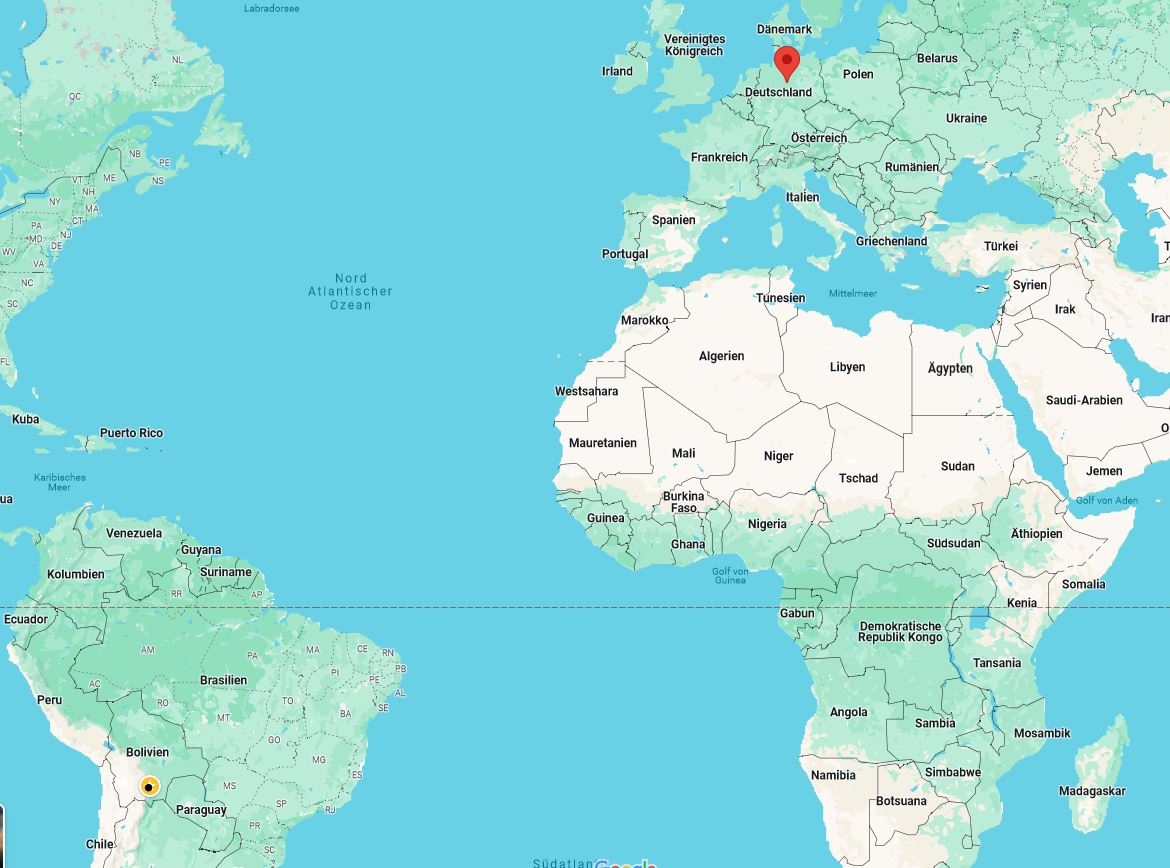 Labradorsee
Dänemark
Vereinigtes
Königreich
NL
Belarus
Irland
Polen
Deutschland
QC
Ukraine
Österreich
NB
Frankreich
PE
Rumänien
ME
VT
NS
NH
Italien
NY
MA
Spanien
CT
PA
NJ
MD
Griechenland
DE
Türkei
WV
Portugal
VA
Nord
Atlantischer
Ozean
NC
Syrien
Mittelmeer
Tunesien
SC
Irak
Iran
Marokko
Algerien
FL
Libyen
Ägypten
Westsahara
Saudi-Arabien
Kuba
Puerto Rico
Mauretanien
Mali
Niger
Sudan
Jemen
Karibisches
Meer
Tschad
ua
Burkina
Faso
Golf von Aden
Guinea
Nigeria
Venezuela
Äthiopien
Ghana
Südsudan
Guyana
Kolumbien
Suriname
Golf von
Guinea
Somalia
RR
AP
Kenia
Gabun
Ecuador
Demokratische
Republik Kongo
AM
PA
MA
CE
RN
Tansania
PB
PI
PE
Brasilien
AC
AL
Peru
RO
TO
SE
Angola
BA
MT
Sambia
Mosambik
GO
Bolivien
MG
ES
Namibia
Simbabwe
MS
Madagaskar
SP
Botsuana
Paraguay
RJ
PR
Chile
SC
Südatlan
Google